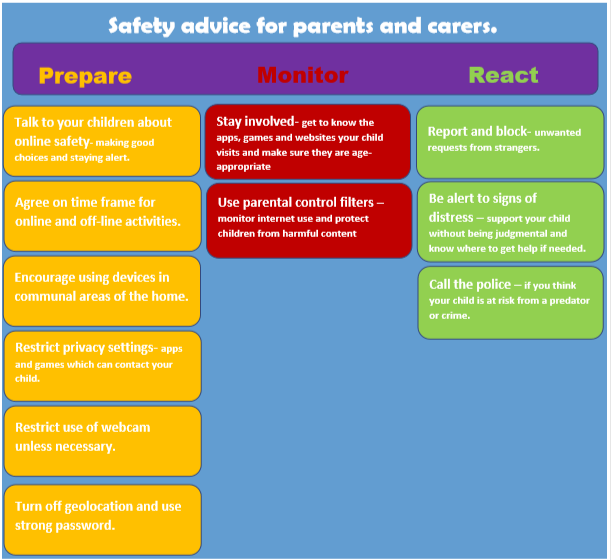 Safety advice for parents and carers.
Prepare
Monitor
React
Talk to your children about
online safety- making good
choices and staying alert.
Agree on time frame for
online and off-line activities.
Encourage using devices in
communal areas of the home.
Restrict privacy settings- apps
and games which can contact your
child.
Restrict use of webcam
unless necessary.
Turn off geolocation and use
strong password.
Stay involved- get to know the
apps, games and websites your child
visits and make sure they are age-
appropriate
Use parental control filters –
monitor internet use and protect
children from harmful content
Report and block- unwanted
requests from strangers.
Be alert to signs of
distress – support your child
without being judgmental and
know where to get help if needed.
Call the police – if you think
your child is at risk from a predator
or crime.